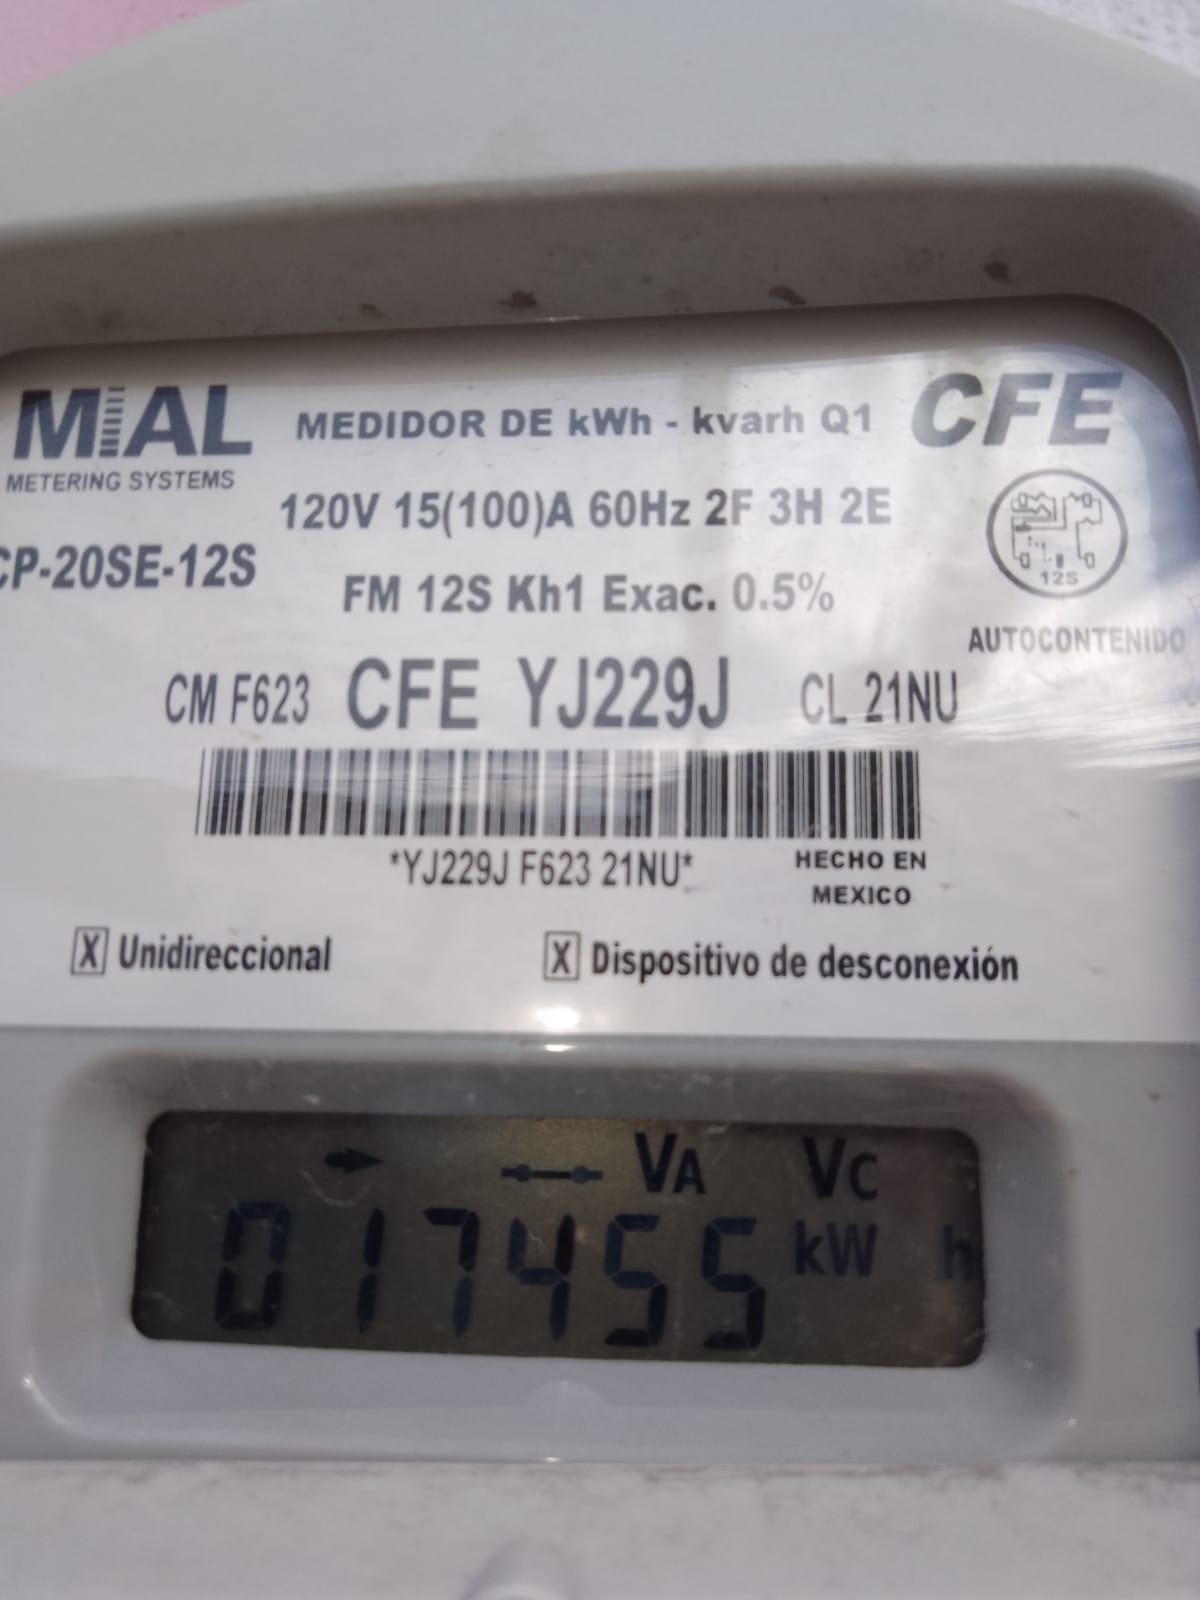 MIAL
METERING SYSTEMS
MEDIDOR DE kWh - kvarh Q1
CFE
120V 15(100)A 60Hz 2F 3H 2E
CP-20SE-12S
FM 12S Kh1 Exac. 0.5%
12S
AUTOCONTENIDO
CM F623 CFE YJ229J CL 21NU
*YJ229J F623 21NU*
HECHO EN
MEXICO
X Unidireccional
X Dispositivo de desconexión
VA VC
017455 kW h